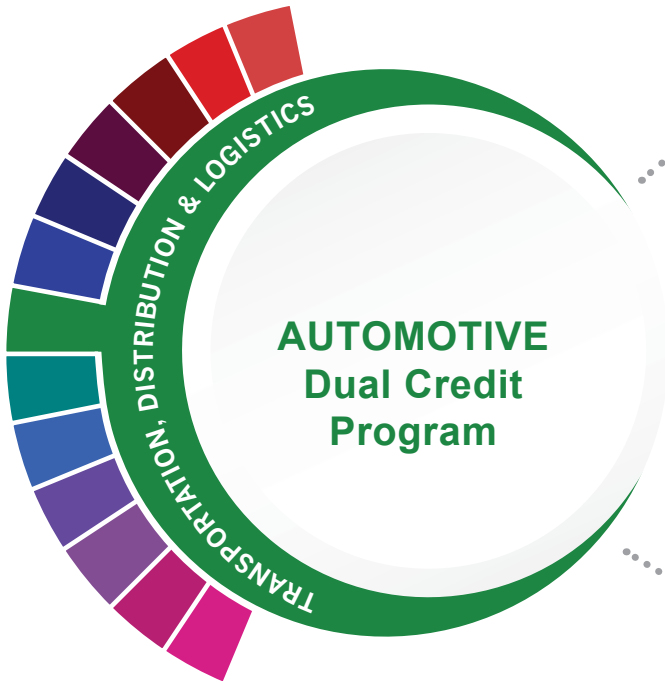 TRANSPORTATION, DISTRIBUTION & LOGISTICS
AUTOMOTIVE
Dual Credit
Program